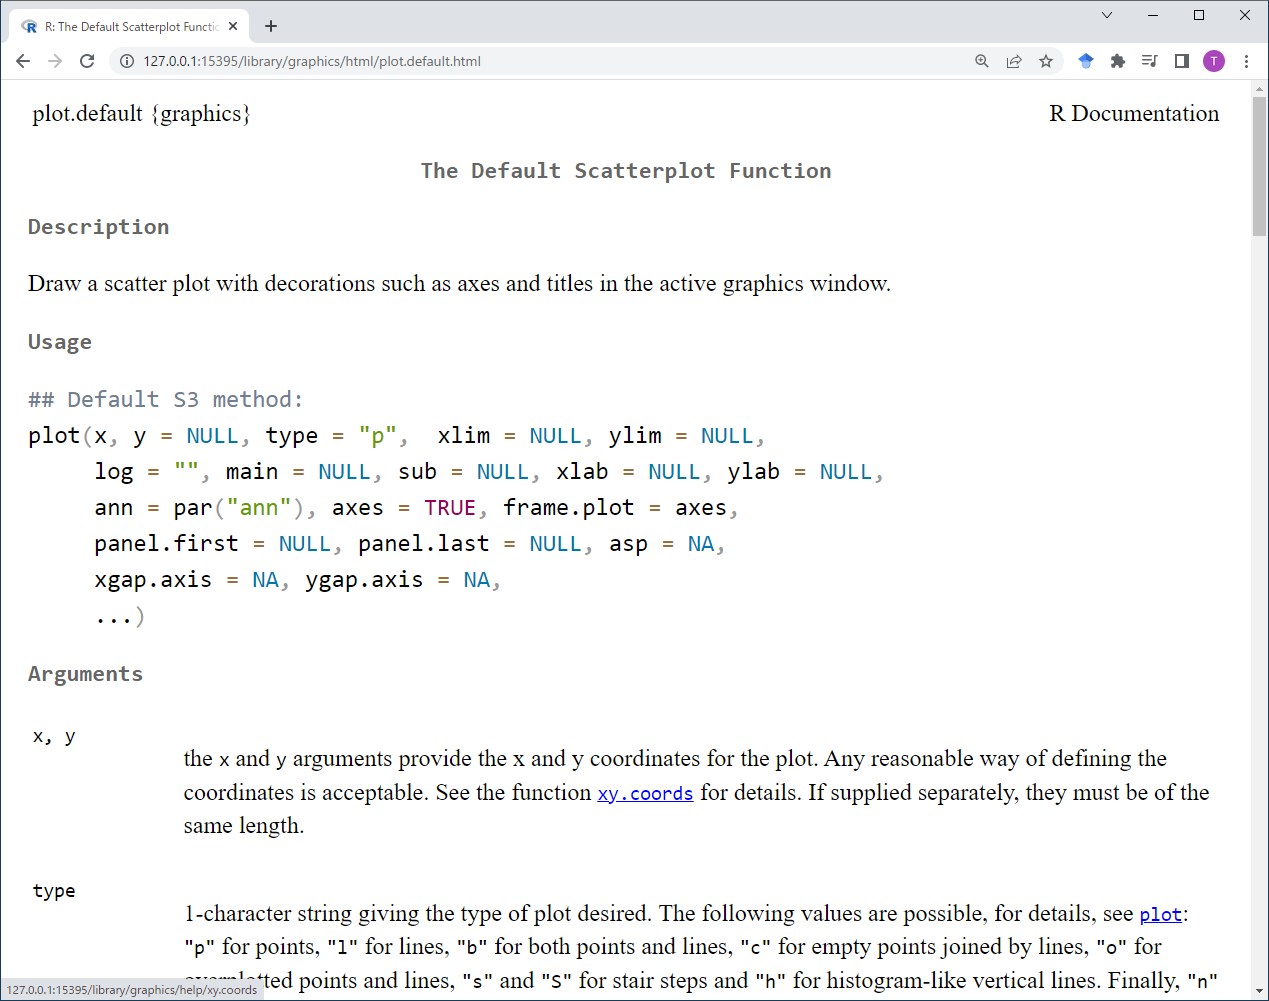 R: The Default Scatterplot Functio
127.0.0.1:15395/library/graphics/html/plot.default.html
T
plot.default {graphics}
R Documentation
The Default Scatterplot Function
Description
Draw a scatter plot with decorations such as axes and titles in the active graphics window.
Usage
## Default S3 method:
plot(x, y = NULL, type = "p",  xlim = NULL, ylim = NULL,
     log = "", main = NULL, sub = NULL, xlab = NULL, ylab = NULL,
     ann = par("ann"), axes = TRUE, frame.plot = axes,
     panel.first = NULL, panel.last = NULL, asp = NA,
     xgap.axis = NA, ygap.axis = NA,
     ...)
Arguments
x, y
the x and y arguments provide the x and y coordinates for the plot. Any reasonable way of defining the
coordinates is acceptable. See the function xy.coords for details. If supplied separately, they must be of the
same length.
type
1-character string giving the type of plot desired. The following values are possible, for details, see plot:
"p" for points, "l" for lines, "b" for both points and lines, "c" for empty points joined by lines, "o" for
overplotted points and lines, "s" and "S" for stair steps and "h" for histogram-like vertical lines. Finally, "n"
127.0.0.1:15395/library/graphics/help/xy.coords